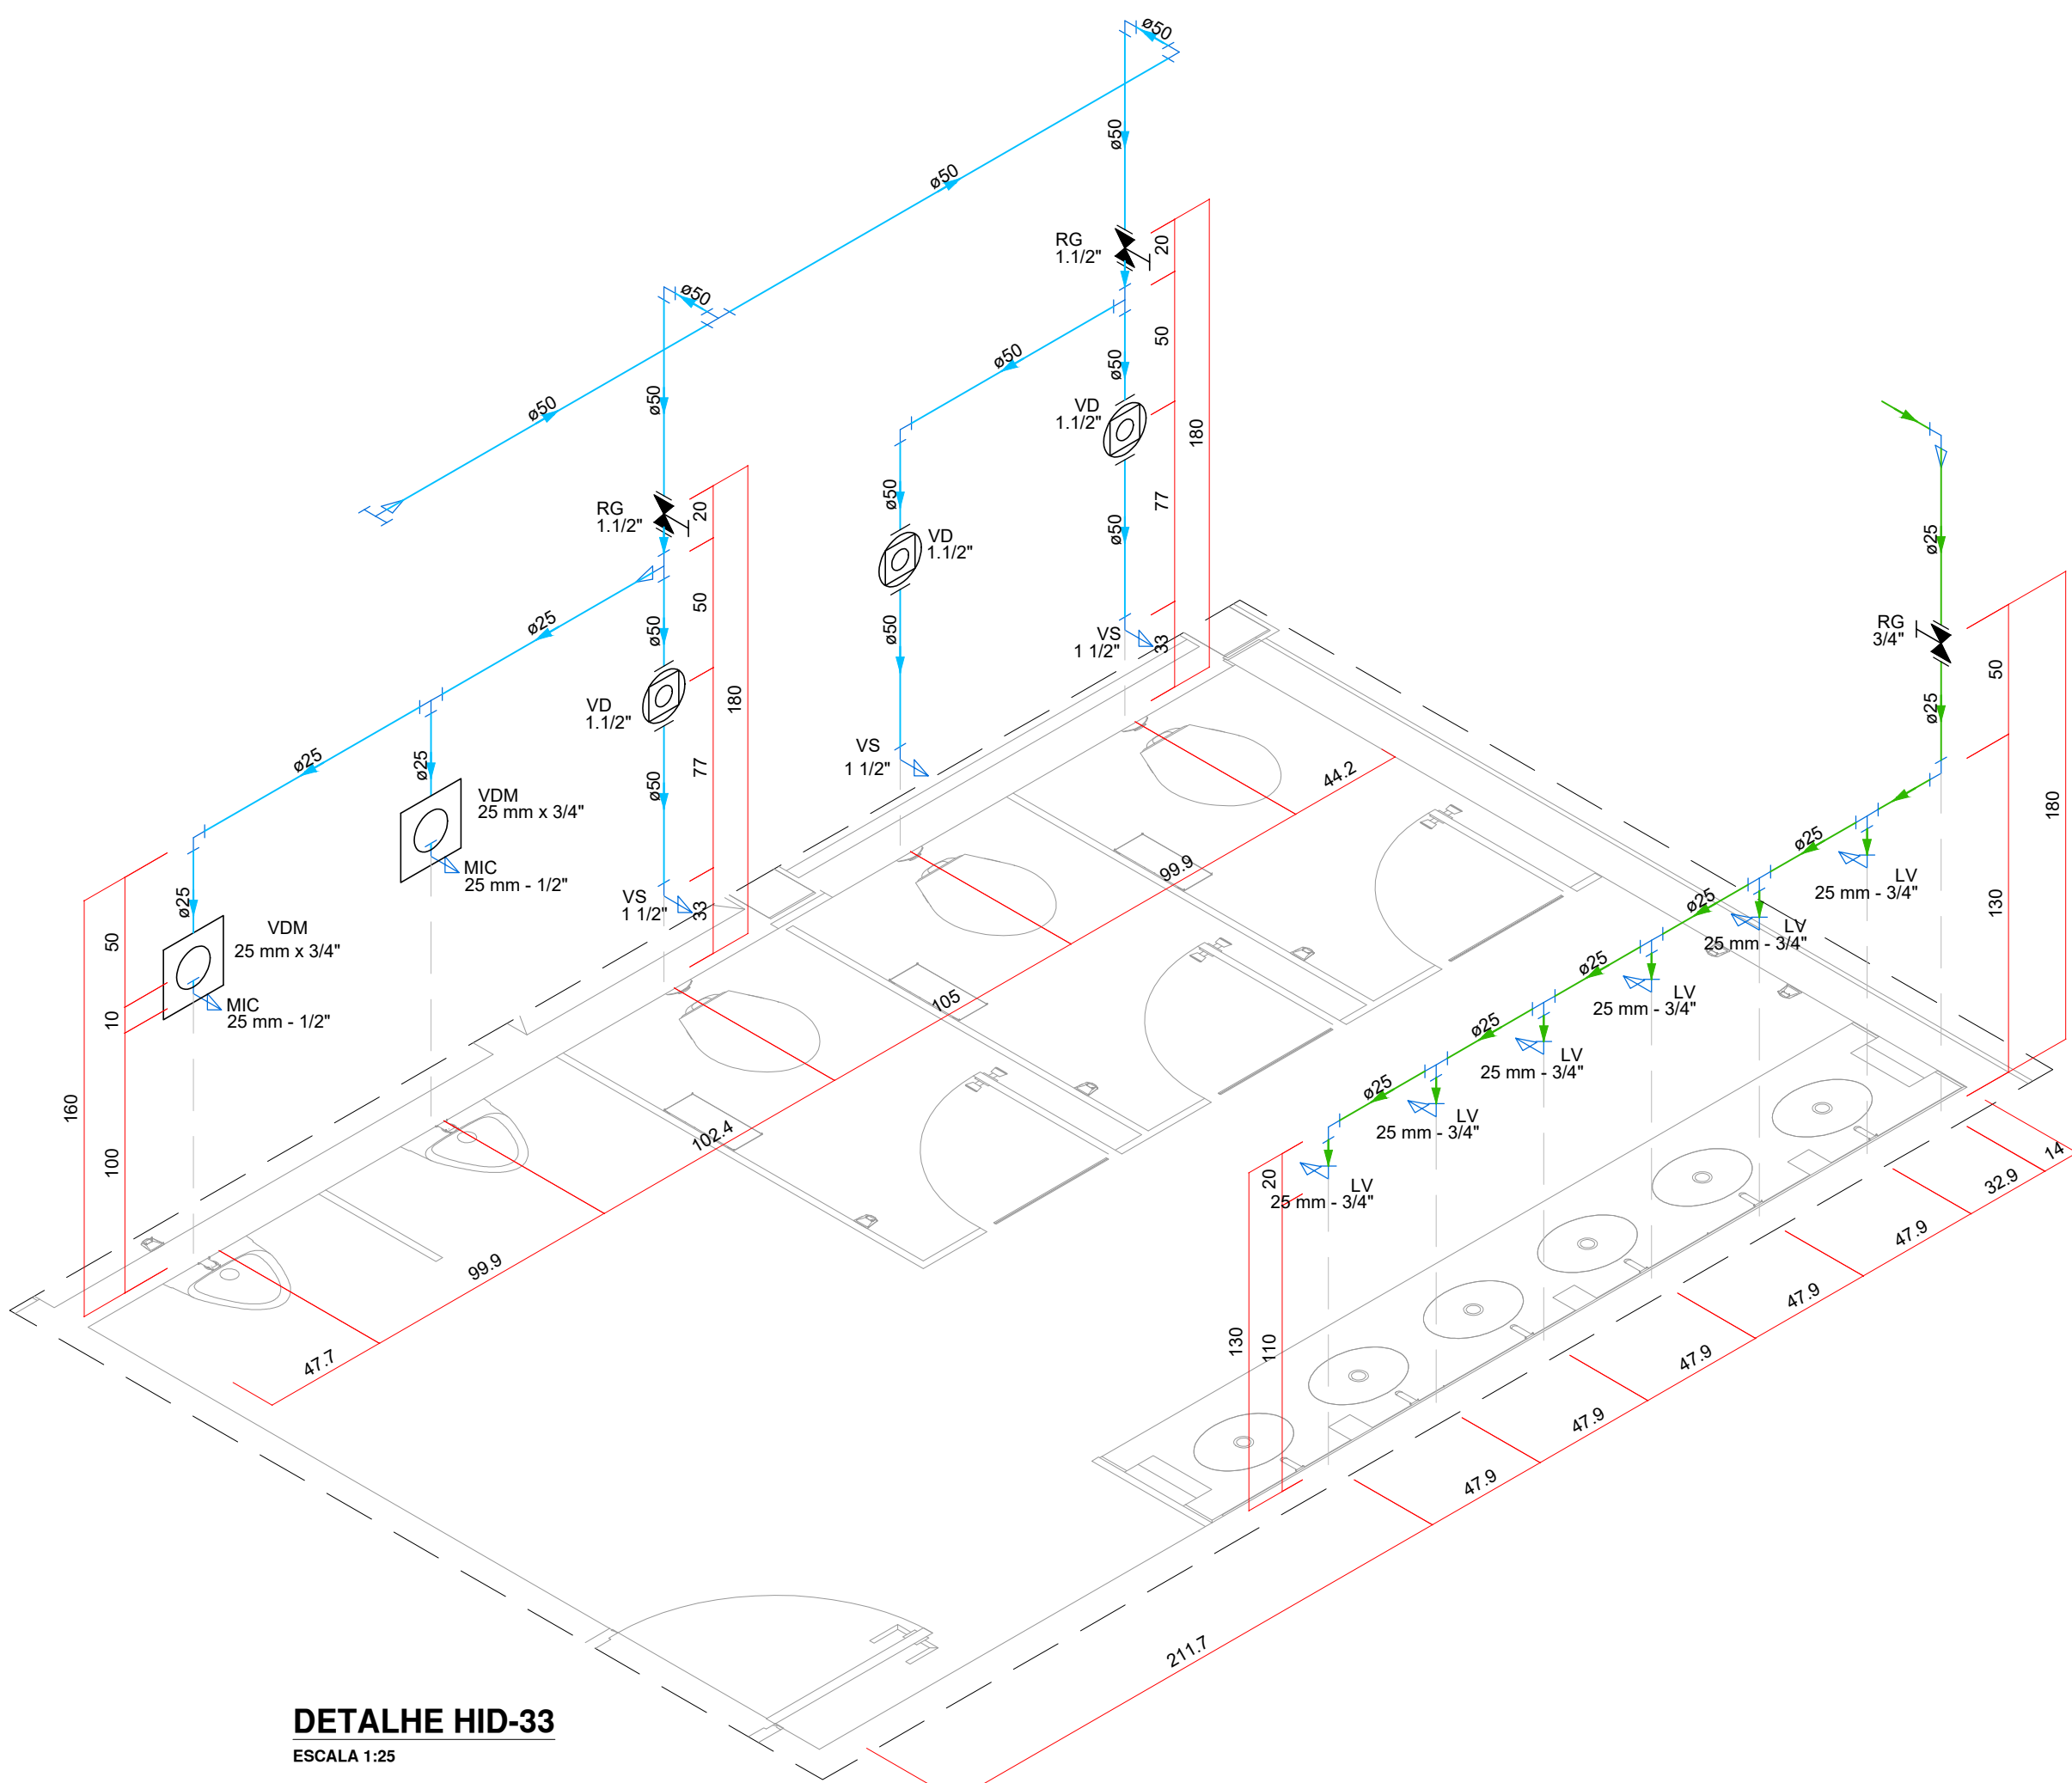 ø50
ø50
ø50
RG
1.1/2"
20
ø50
50
ø50
ø50
VD
1.1/2"
180
ø50
ø50
ø50
77
ø50
RG
1.1/2"
20
VD
1.1/2"
ø25
RG
3/4"
50
ø25
50
ø25
ø50
ø50
VS
1 1/2"
33
VD
1.1/2"
180
77
ø50
VS
1 1/2"
ø25
ø25
VDM
25 mm x 3/4"
MIC
25 mm - 1/2"
VS
1 1/2"
33
44.2
180
130
ø25
LV
25 mm - 3/4"
99.9
ø25
LV
25 mm - 3/4"
ø25
50
VDM
25 mm x 3/4"
10
MIC
25 mm - 1/2"
ø25
LV
25 mm - 3/4"
105
ø25
LV
25 mm - 3/4"
ø25
LV
25 mm - 3/4"
160
100
102.4
LV
25 mm - 3/4"
20
14
32.9
47.9
99.9
130
110
47.9
47.7
47.9
47.9
47.9
211.7
DETALHE HID-33
ESCALA 1:25